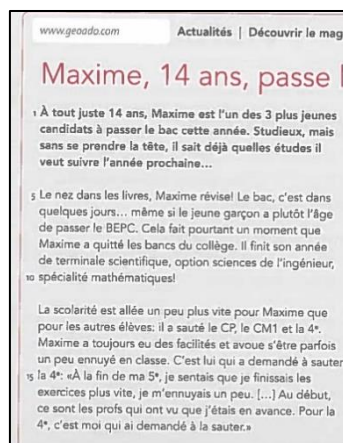 www.geoado.com
Actualités | Découvrir le mag
Maxime, 14 ans, passe
1 À tout juste 14 ans, Maxime est l'un des 3 plus jeunes
candidats à passer le bac cette année. Studieux, mais
sans se prendre la tête, il sait déjà quelles études il
veut suivre l'année prochaine…
5 Le nez dans les livres, Maxime révise! Le bac, c'est dans
quelques jours… même si le jeune garçon a plutôt l'âge
de passer le BEPC. Cela fait pourtant un moment que
Maxime a quitté les bancs du collège. Il finit son année
de terminale scientifique, option sciences de l'ingénieur,
10 spécialité mathématiques!
La scolarité est allée un peu plus vite pour Maxime que
pour les autres élèves: il a sauté le CP, le CM1 et la 4e.
Maxime a toujours eu des facilités et avoue s'être parfois
un peu ennuyé en classe. C'est lui qui a demandé à sauter
15 la 4e: «À la fin de ma 5e, je sentais que je finissais les
exercices plus vite, je m'ennuyais un peu. […] Au début,
ce sont les profs qui ont vu que j'étais en avance. Pour la
4e, c'est moi qui ai demandé à la sauter.»